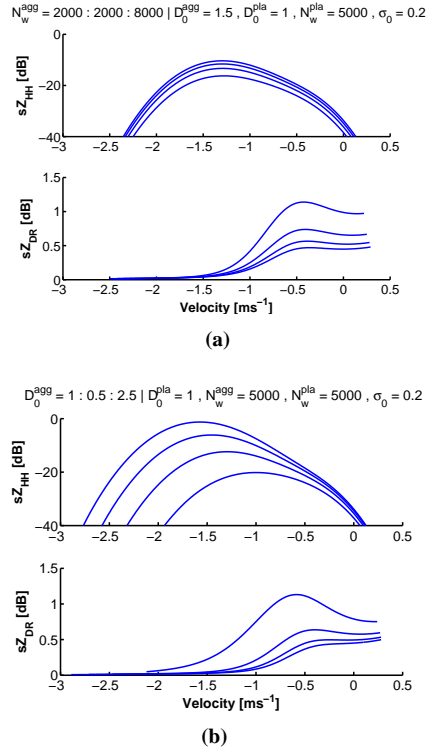 N_w^agg = 2000 : 2000 : 8000 | D_0^agg = 1.5 , D_0^pla = 1 , N_w^pla = 5000 , σ_0 = 0.2
sZ_HH [dB]
0
−20
−40
−3 −2.5 −2 −1.5 −1 −0.5 0 0.5
sZ_DR [dB]
1.5
1
0.5
0
−3 −2.5 −2 −1.5 −1 −0.5 0 0.5
Velocity [ms^−1]
(a)
D_0^agg = 1 : 0.5 : 2.5 | D_0^pla = 1 , N_w^agg = 5000 , N_w^pla = 5000 , σ_0 = 0.2
sZ_HH [dB]
0
−20
−40
−3 −2.5 −2 −1.5 −1 −0.5 0 0.5
sZ_DR [dB]
1.5
1
0.5
0
−3 −2.5 −2 −1.5 −1 −0.5 0 0.5
Velocity [ms^−1]
(b)